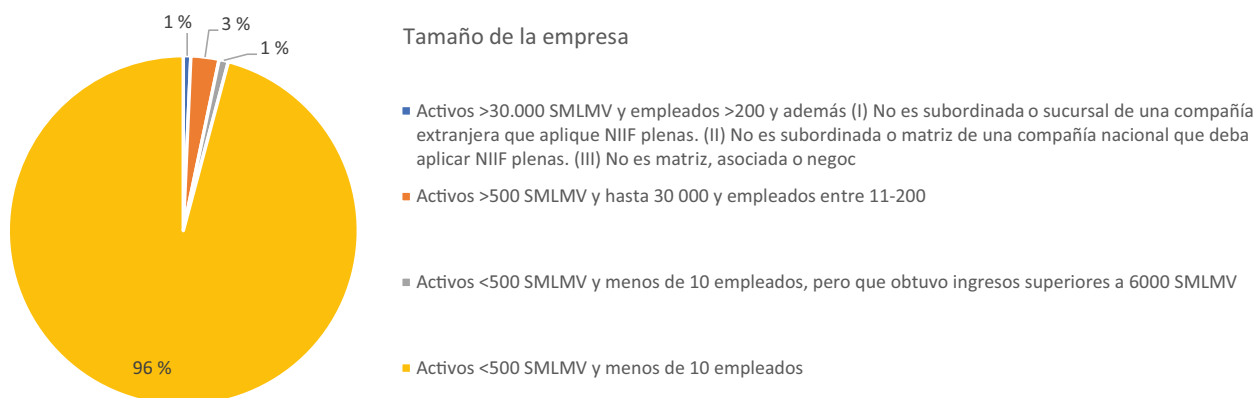 1 %
3 %
1 %
96 %
Tamaño de la empresa
Activos >30.000 SMLMV y empleados >200 y además (I) No es subordinada o sucursal de una compañía
extranjera que aplique NIIF plenas. (II) No es subordinada o matriz de una compañía nacional que deba
aplicar NIIF plenas. (III) No es matriz, asociada o negoc
Activos >500 SMLMV y hasta 30 000 y empleados entre 11-200
Activos <500 SMLMV y menos de 10 empleados, pero que obtuvo ingresos superiores a 6000 SMLMV
Activos <500 SMLMV y menos de 10 empleados